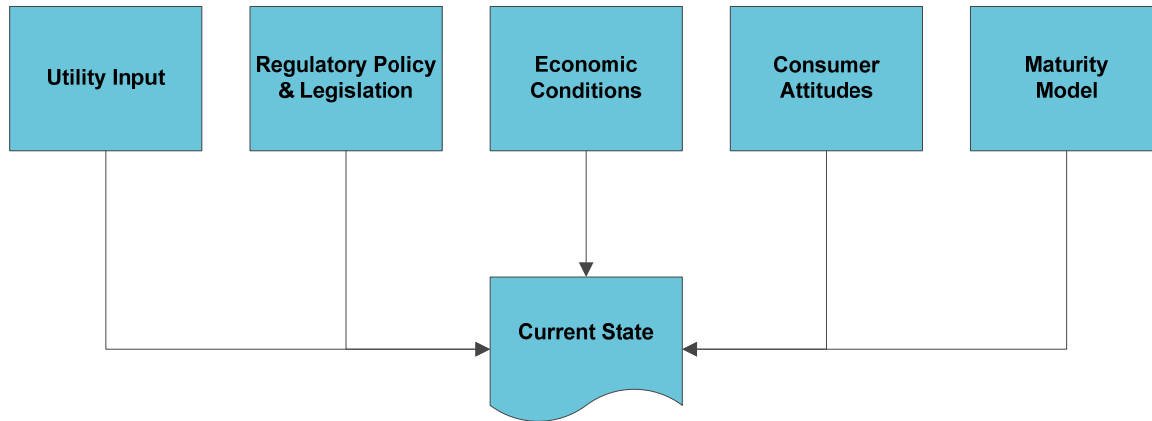 Utility Input
Regulatory Policy
& Legislation
Economic
Conditions
Consumer
Attitudes
Maturity
Model
Current State